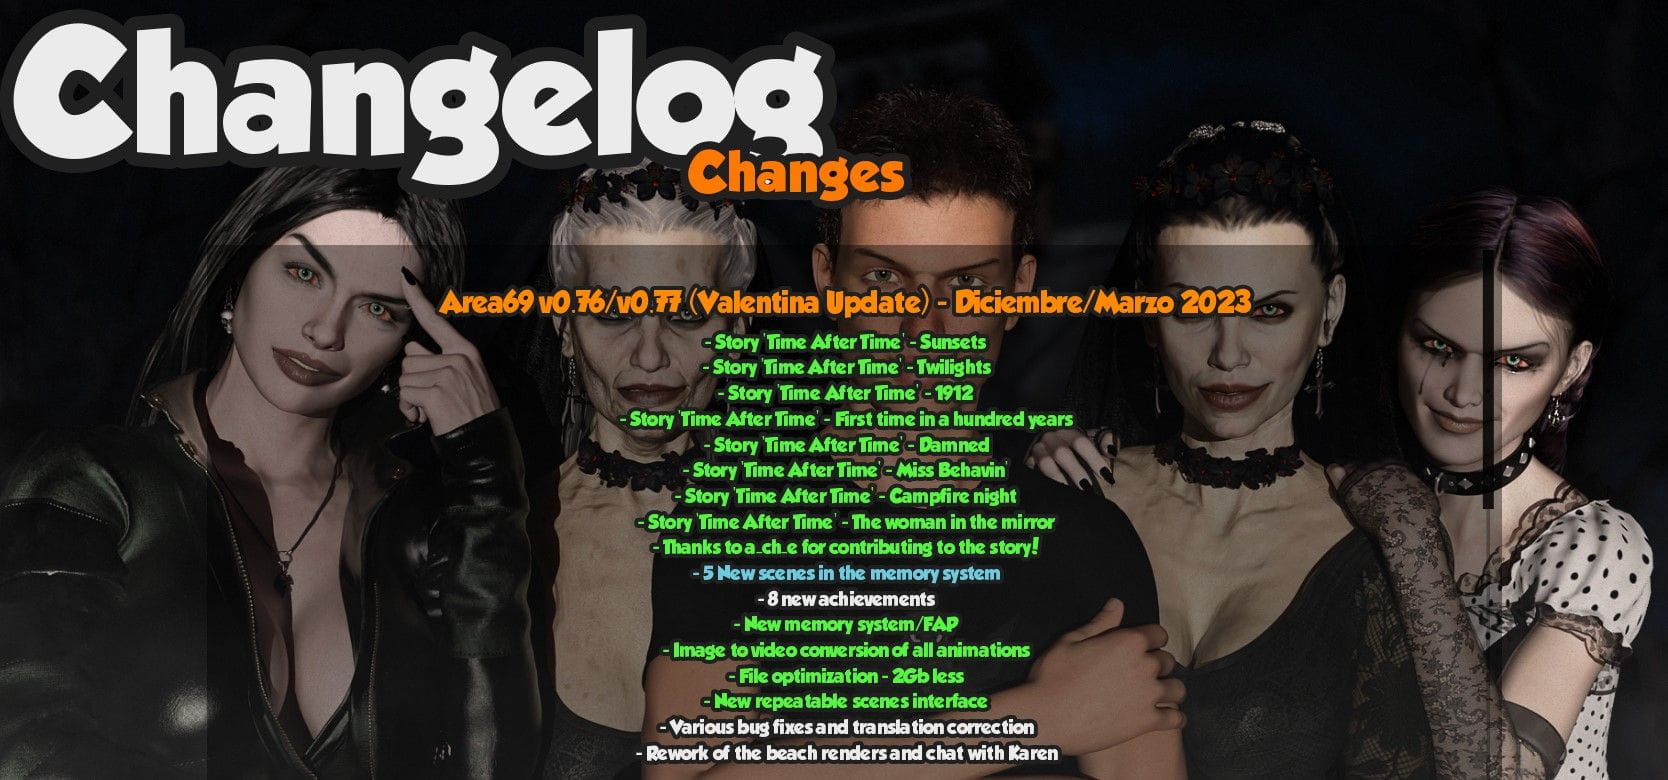 Changelog
Changes
Area69 v0.76/v0.77 (Valentina Update) - Diciembre/Marzo 2023
- Story 'Time After Time' - Sunsets
- Story 'Time After Time' - Twilights
- Story 'Time After Time' - 1912
- Story 'Time After Time' - First time in a hundred years
- Story 'Time After Time' - Damned
- Story 'Time After Time' - Miss Behavin'
- Story 'Time After Time' - Campfire night
- Story 'Time After Time' - The woman in the mirror
- Thanks to a_ch_e for contributing to the story!
- 5 New scenes in the memory system
- 8 new achievements
- New memory system/FAP
- Image to video conversion of all animations
- File optimization - 2Gb less
- New repeatable scenes interface
- Various bug fixes and translation correction
- Rework of the beach renders and chat with Karen